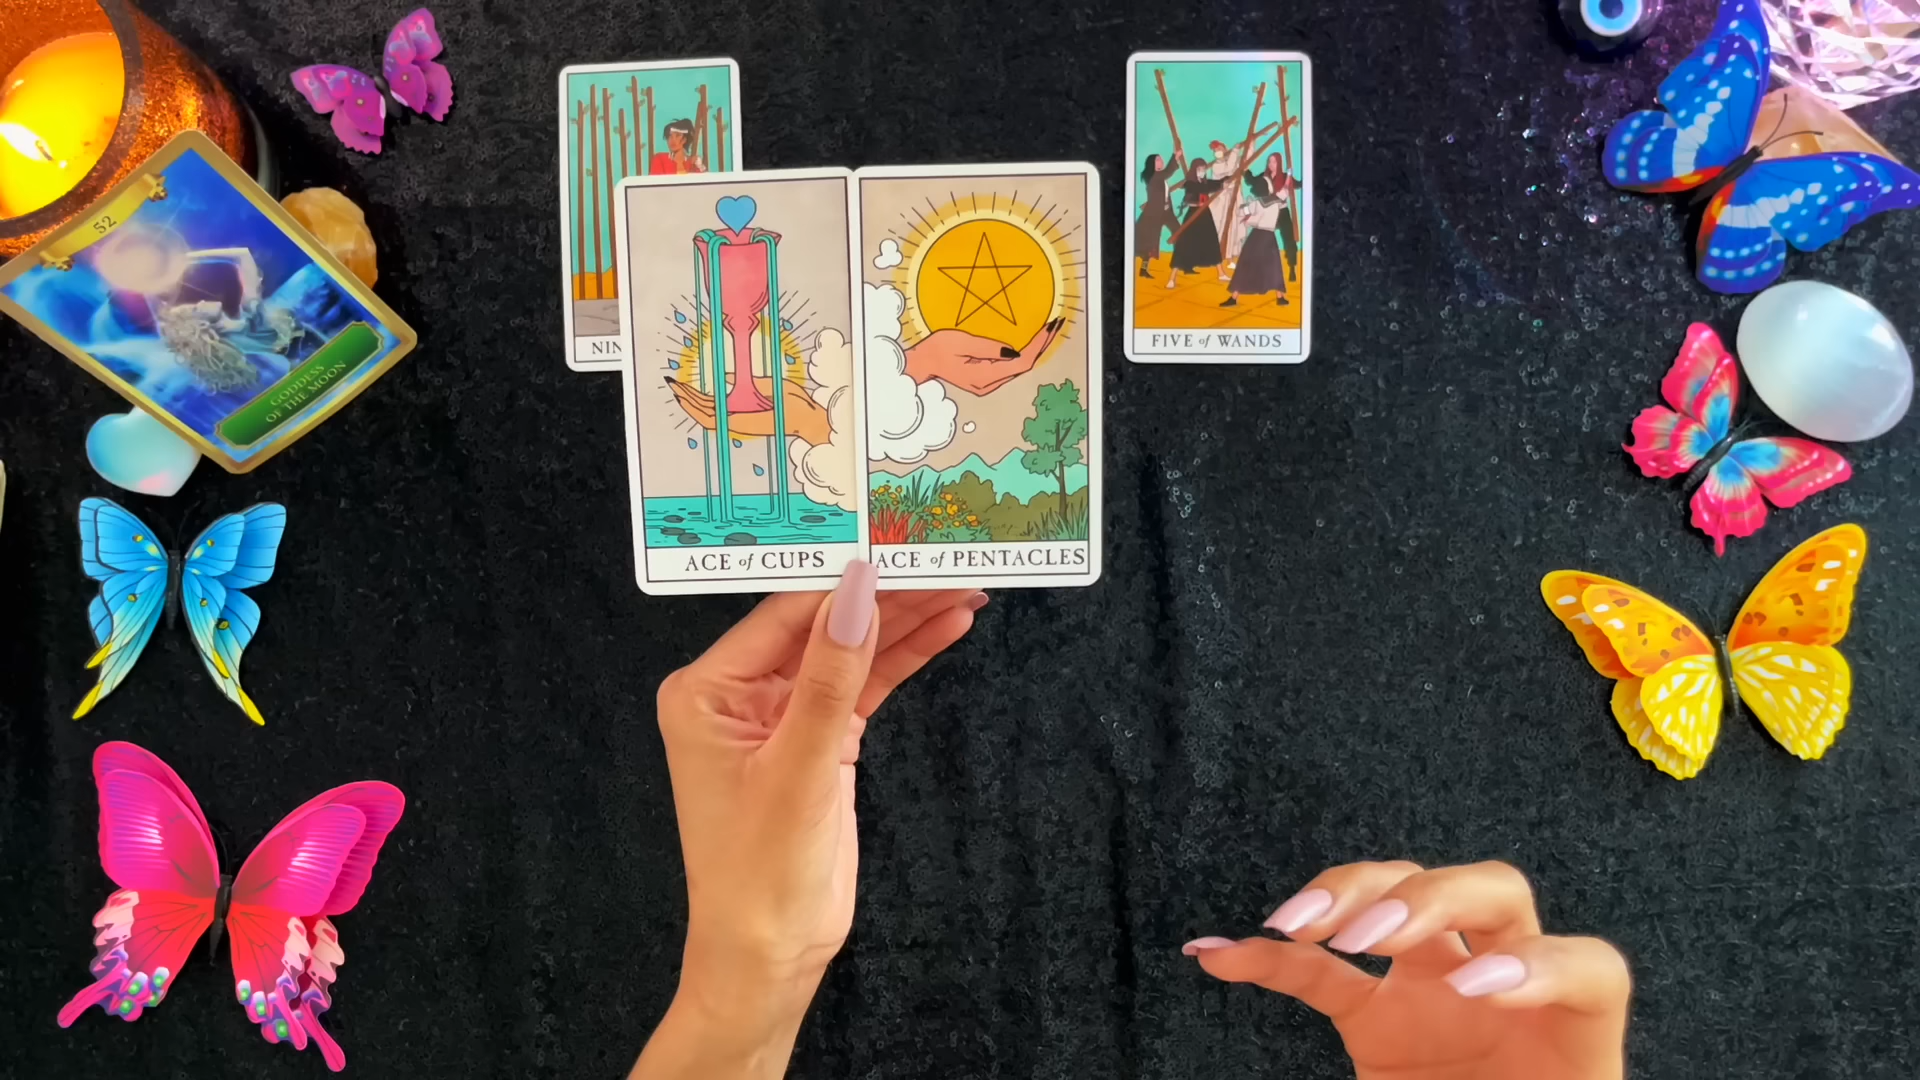 52
GODDESS
OF THE MOON
NIN
FIVE of WANDS
ACE of CUPS
ACE of PENTACLES